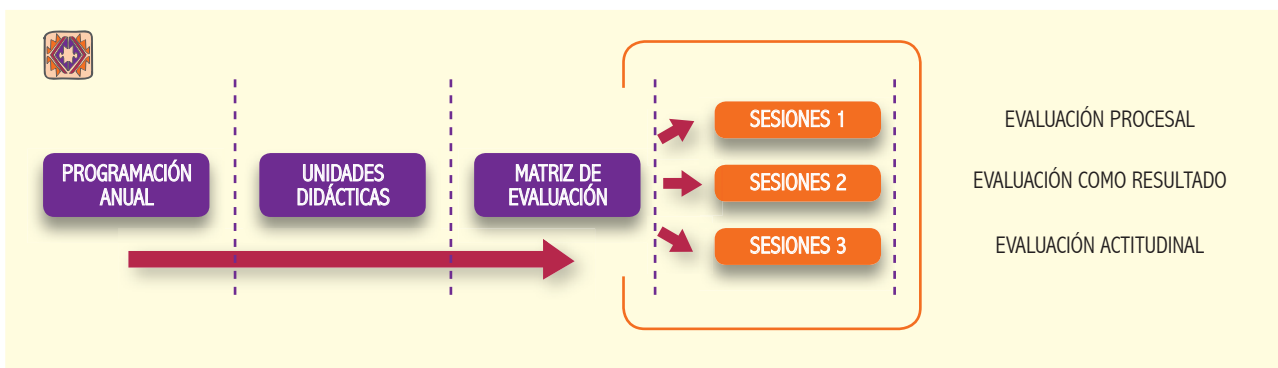 PROGRAMACIÓN
ANUAL
UNIDADES
DIDÁCTICAS
MATRIZ DE
EVALUACIÓN
SESIONES 1
SESIONES 2
SESIONES 3
EVALUACIÓN PROCESAL
EVALUACIÓN COMO RESULTADO
EVALUACIÓN ACTITUDINAL